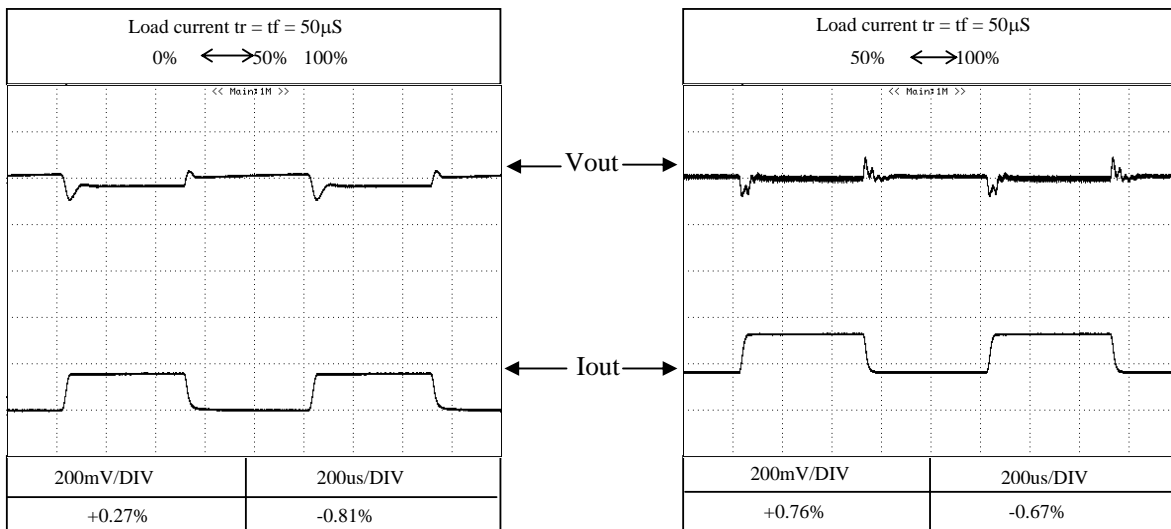 Load current tr = tf = 50μS
0% 50% 100%
<< Main:1M >>
200mV/DIV 200us/DIV
+0.27% -0.81%
Vout
Iout
Load current tr = tf = 50μS
50% 100%
<< Main:1M >>
200mV/DIV 200us/DIV
+0.76% -0.67%